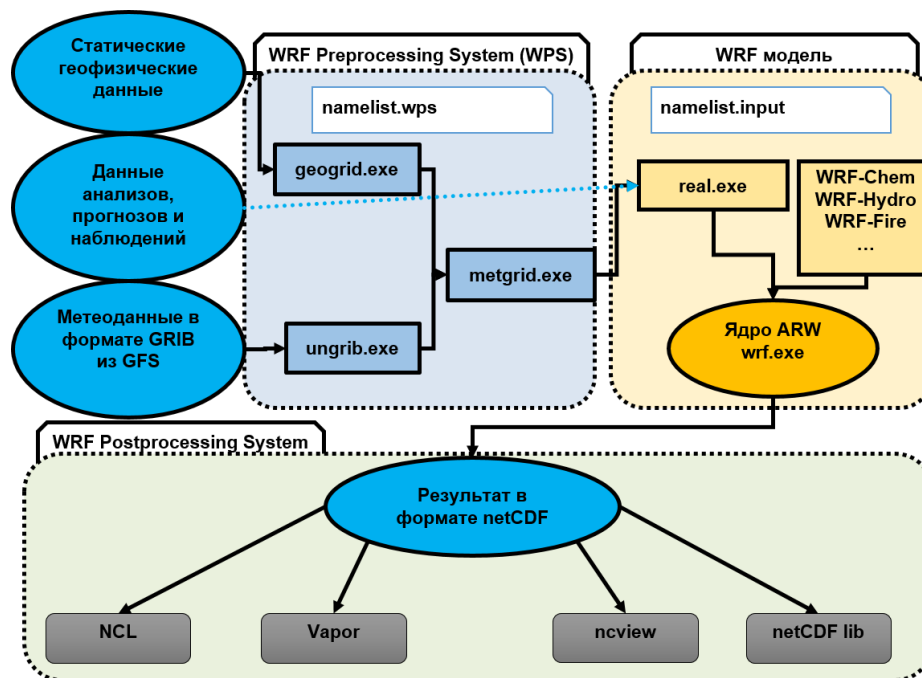 Статические
геофизические
данные
WRF Preprocessing System (WPS)
WRF модель
namelist.wps
namelist.input
geogrid.exe
Данные
анализов,
прогнозов и
наблюдений
real.exe
WRF-Chem
WRF-Hydro
WRF-Fire
…
metgrid.exe
Метеоданные в
формате GRIB
из GFS
ungrib.exe
Ядро ARW
wrf.exe
WRF Postprocessing System
Результат в
формате netCDF
NCL
Vapor
ncview
netCDF lib